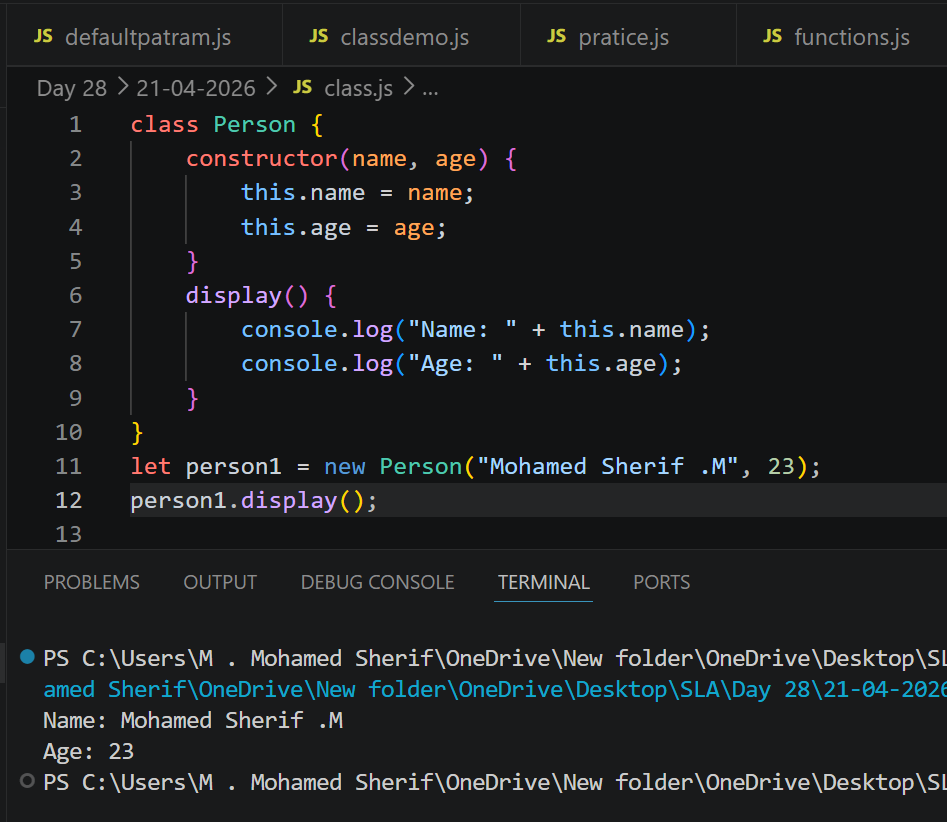 JS defaultpatram.js JS classdemo.js JS pratice.js JS functions.js
Day 28 > 21-04-2026 > JS class.js > ...
1 class Person {
2     constructor(name, age) {
3         this.name = name;
4         this.age = age;
5     }
6     display() {
7         console.log("Name: " + this.name);
8         console.log("Age: " + this.age);
9     }
10 }
11 let person1 = new Person("Mohamed Sherif .M", 23);
12 person1.display();
13
PROBLEMS OUTPUT DEBUG CONSOLE TERMINAL PORTS
PS C:\Users\M . Mohamed Sherif\OneDrive\New folder\OneDrive\Desktop\SL
amed Sherif\OneDrive\New folder\OneDrive\Desktop\SLA\Day 28\21-04-2026
Name: Mohamed Sherif .M
Age: 23
PS C:\Users\M . Mohamed Sherif\OneDrive\New folder\OneDrive\Desktop\SL